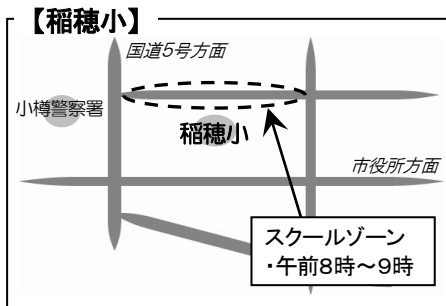 【稲穂小】
国道5号方面
小樽警察署
稲穂小
市役所方面
スクールゾーン
・午前8時～9時